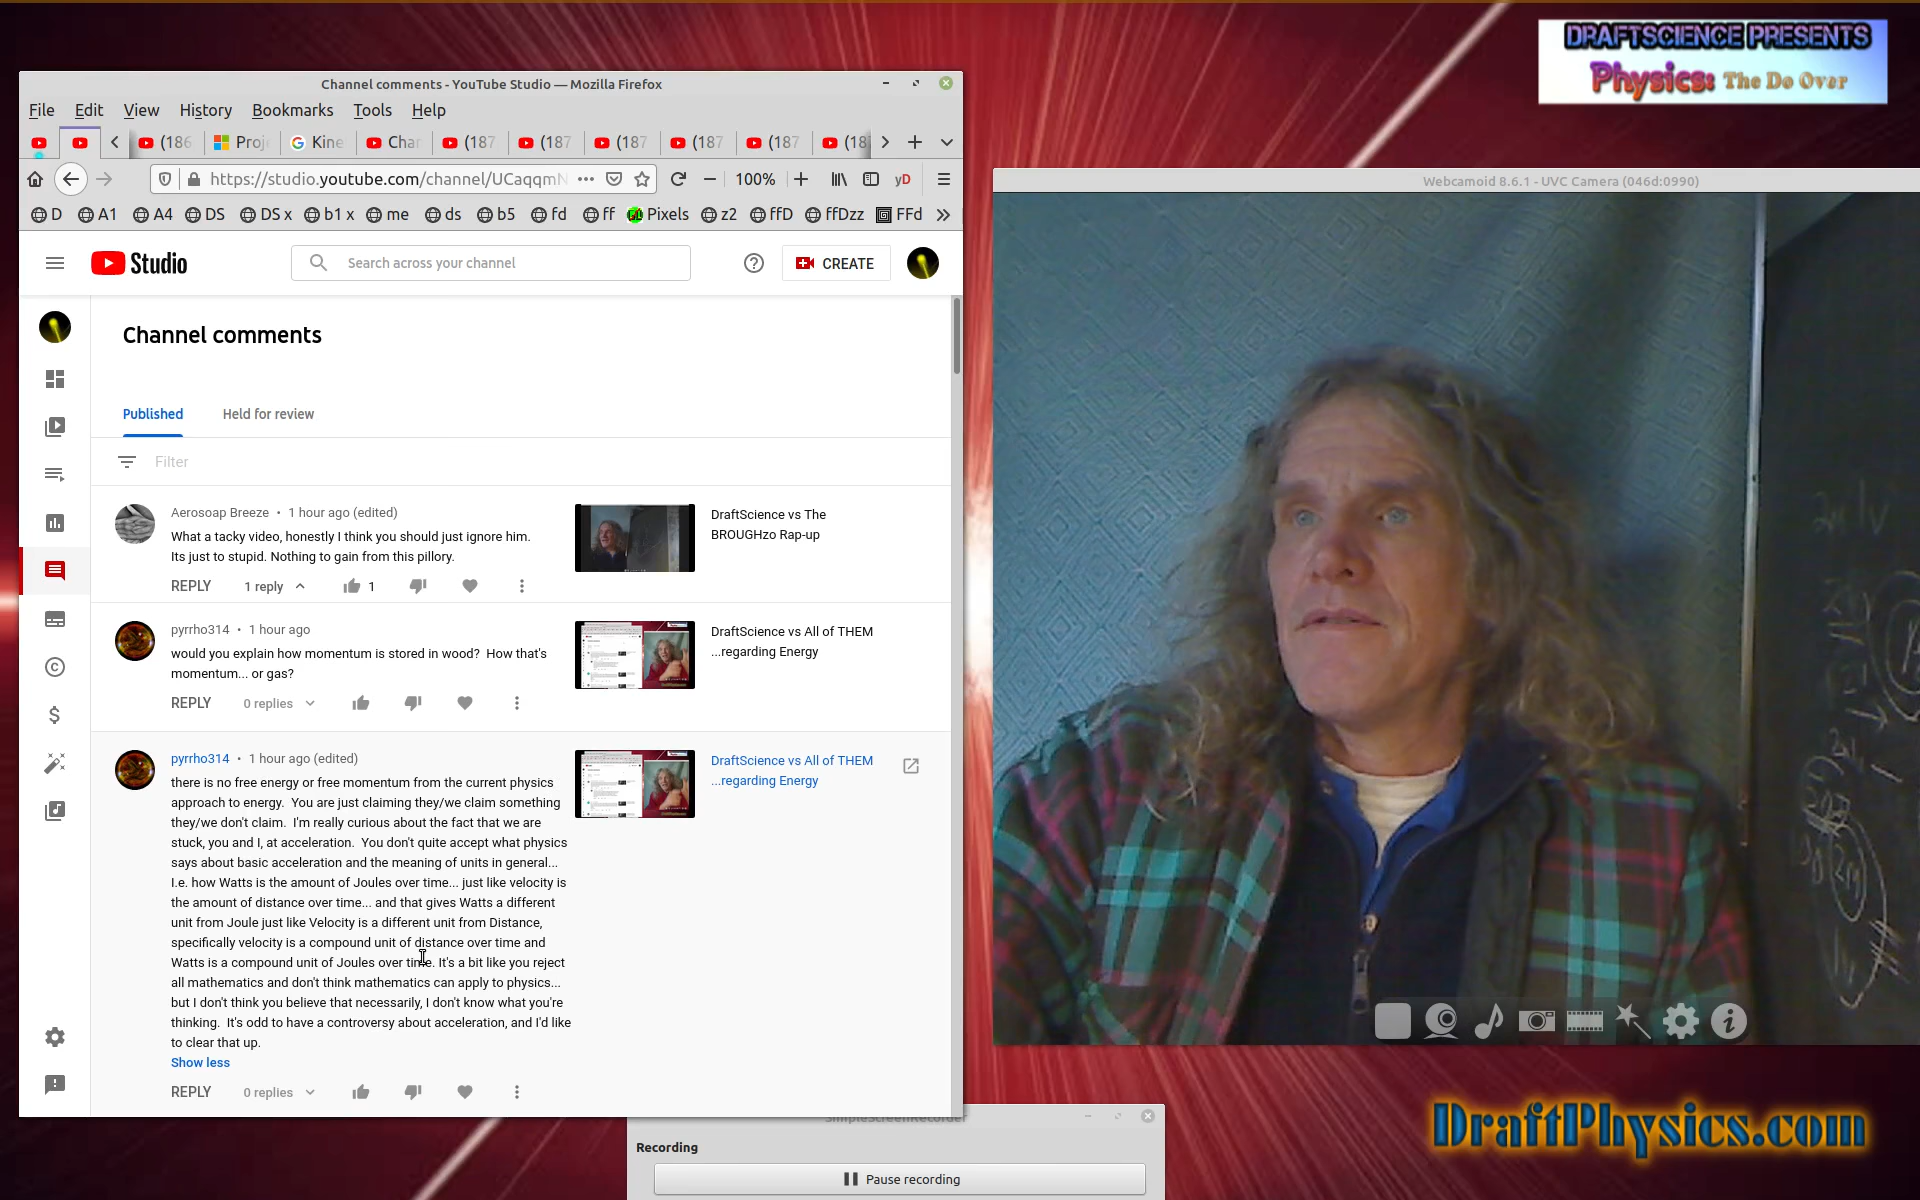 DRAFTSCIENCE PRESENTS
Physics: The Do Over
Channel comments - YouTube Studio — Mozilla Firefox
File Edit View History Bookmarks Tools Help
(186 Proj Kine Char (187 (187 (187 (187 (187 (18
https://studio.youtube.com/channel/UCaqqmN ··· 100% yD
D A1 A4 DS DS x b1 x me ds b5 fd ff Pixels z2 ffD ffDzz FFd
Webcamoid 8.6.1 - UVC Camera (046d:0990)
Studio Search across your channel CREATE
Channel comments
Published Held for review
Filter
Aerosoap Breeze • 1 hour ago (edited)
What a tacky video, honestly I think you should just ignore him.
Its just to stupid. Nothing to gain from this pillory.
REPLY 1 reply 1
DraftScience vs The
BROUGHzo Rap-up
pyrrho314 • 1 hour ago
would you explain how momentum is stored in wood? How that's
momentum... or gas?
REPLY 0 replies
DraftScience vs All of THEM
...regarding Energy
pyrrho314 • 1 hour ago (edited)
there is no free energy or free momentum from the current physics
approach to energy. You are just claiming they/we claim something
they/we don't claim. I'm really curious about the fact that we are
stuck, you and I, at acceleration. You don't quite accept what physics
says about basic acceleration and the meaning of units in general...
I.e. how Watts is the amount of Joules over time... just like velocity is
the amount of distance over time... and that gives Watts a different
unit from Joule just like Velocity is a different unit from Distance,
specifically velocity is a compound unit of distance over time and
Watts is a compound unit of Joules over time. It's a bit like you reject
all mathematics and don't think mathematics can apply to physics...
but I don't think you believe that necessarily, I don't know what you're
thinking. It's odd to have a controversy about acceleration, and I'd like
to clear that up.
Show less
REPLY 0 replies
DraftScience vs All of THEM
...regarding Energy
SimpleScreenRecorder
Recording
Pause recording
DraftPhysics.com